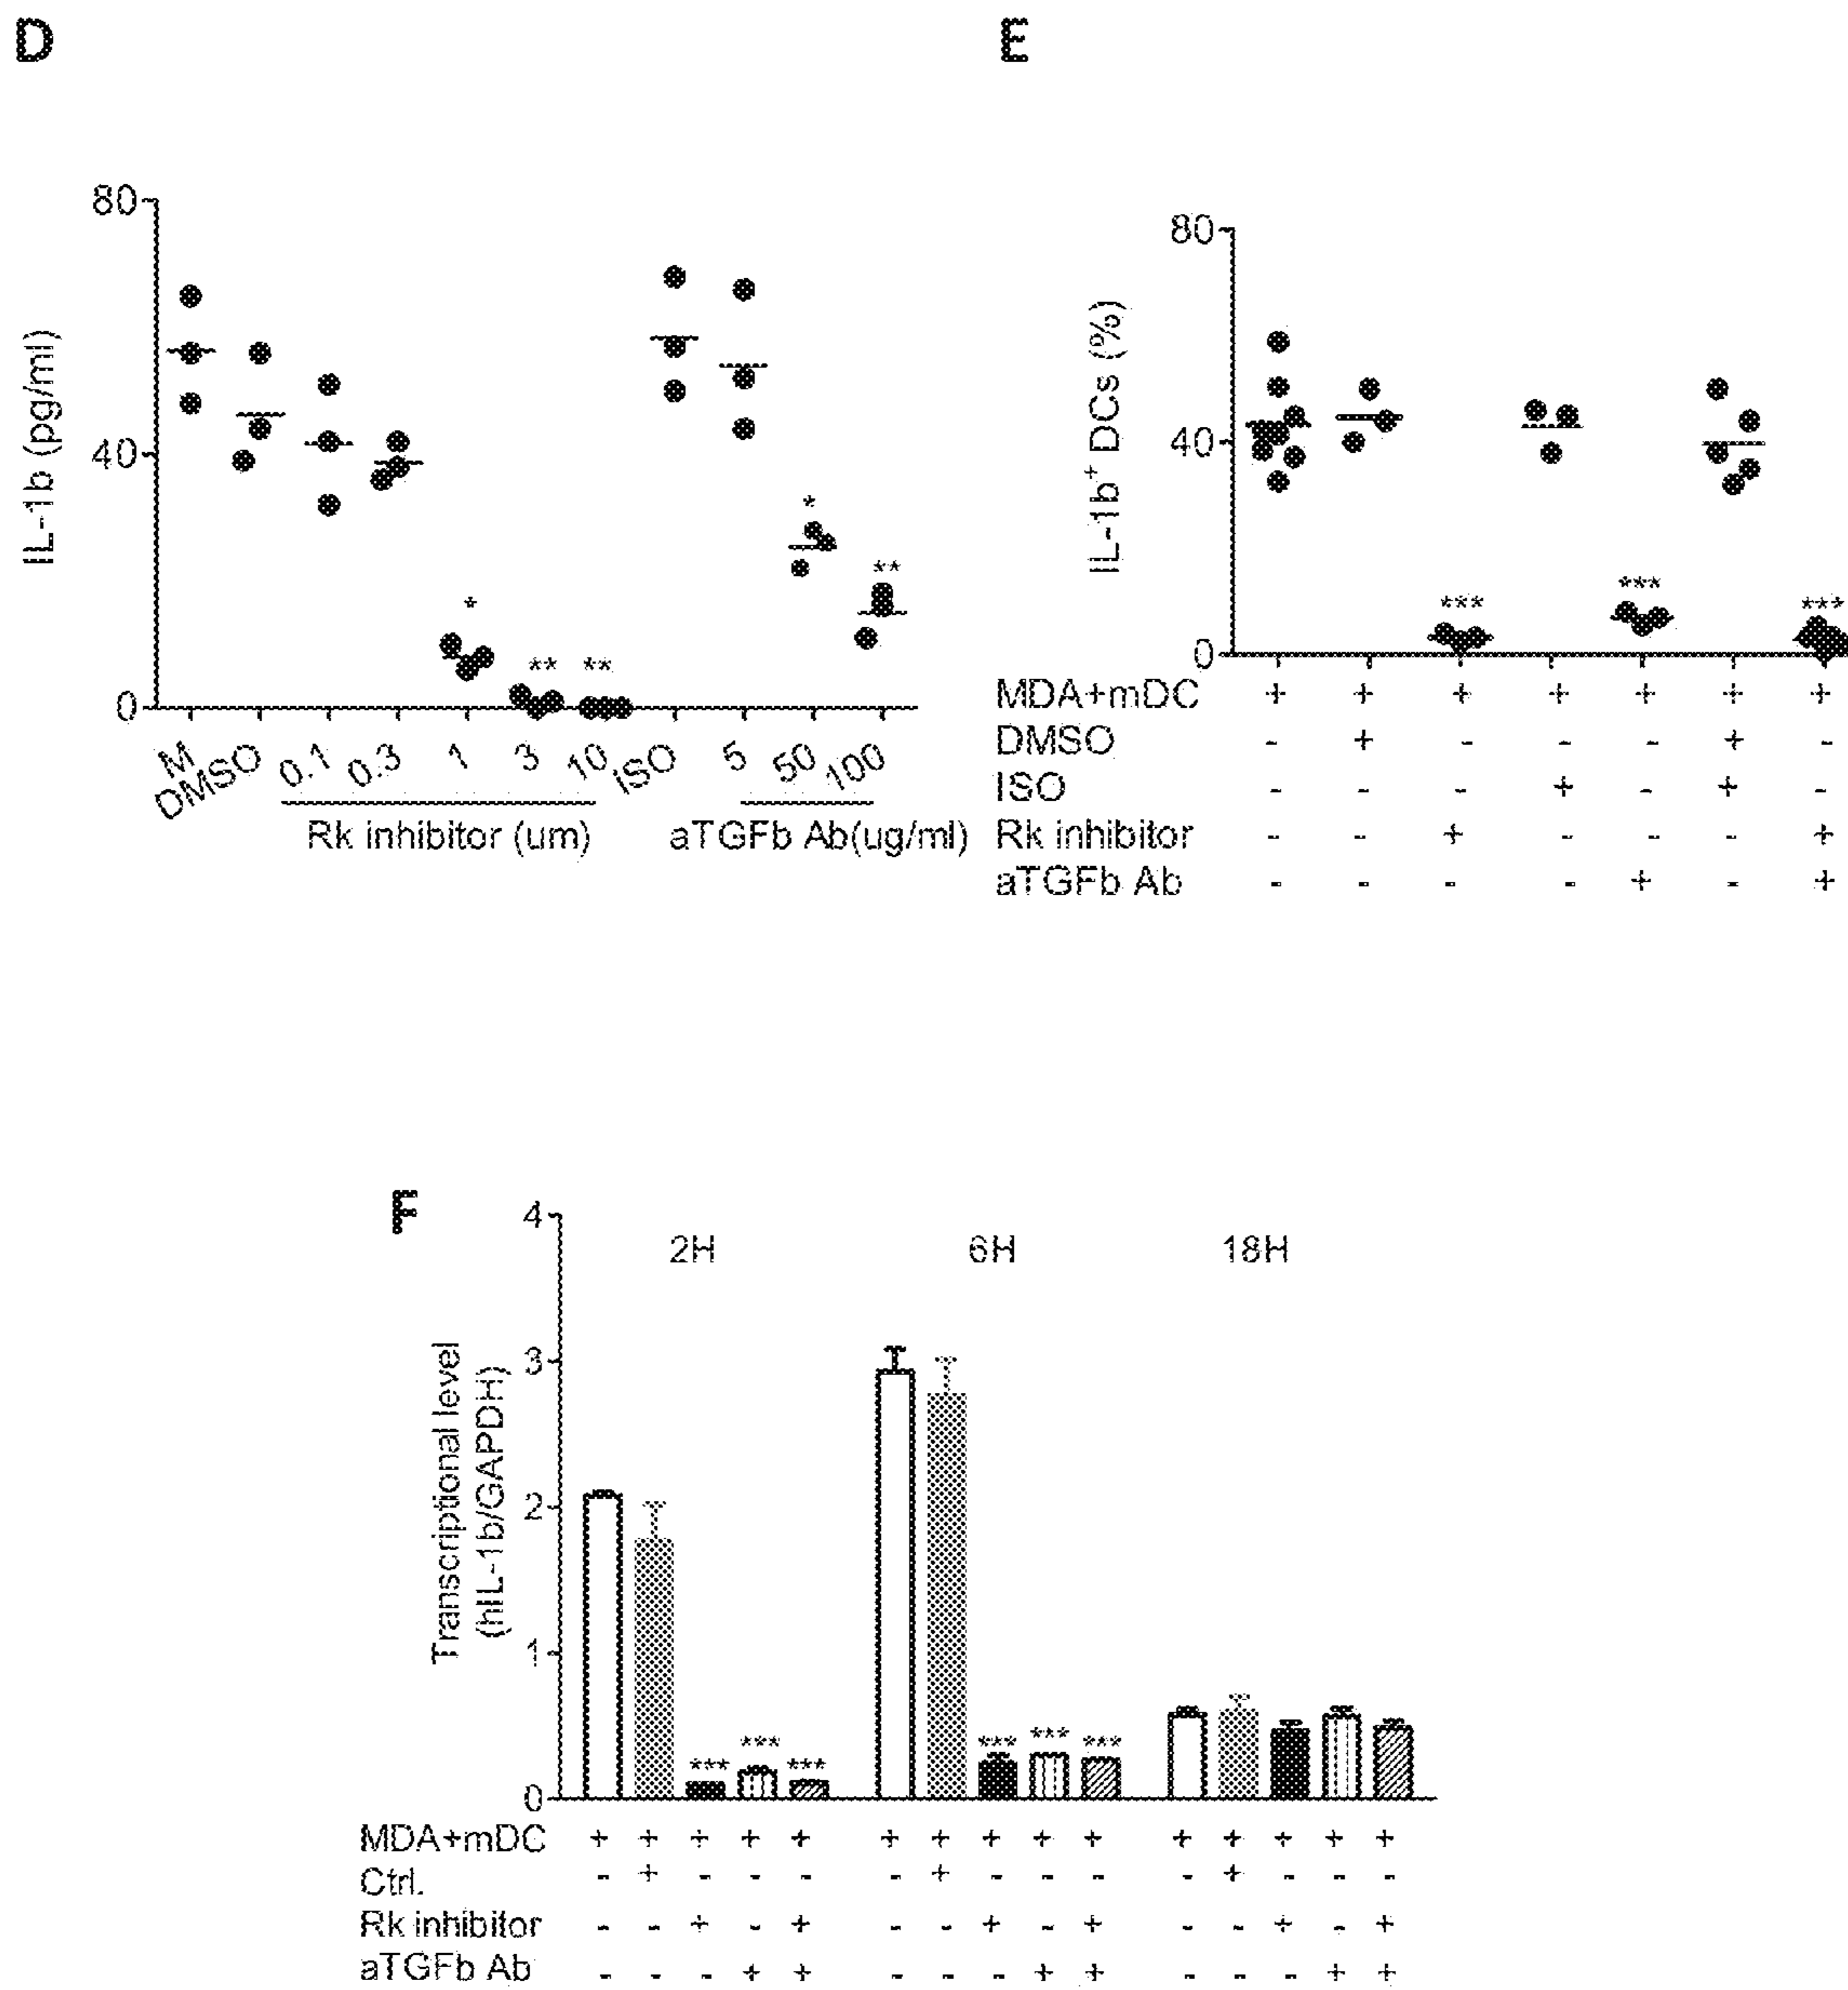 D
80
40
0
IL-1b (pg/ml)
*
**
**
*
**
M
DMSO
0.1
0.3
1
3
10
iSO
5
50
100
Rk inhibitor (um)
aTGFb Ab(ug/ml)
E
80
40
0
IL-1b+ DCs (%)
***
***
***
MDA+mDC + + + + + + +
DMSO - + - - - + -
ISO - - - + - + -
Rk inhibitor - - + - - - +
aTGFb Ab - - - - + - +
F
4
3
2
1
0
Transcriptional level
(hIL-1b/GAPDH)
2H
6H
18H
***
***
***
***
***
***
MDA+mDC + + + + + + + + + + + + + + +
Ctrl. - + - - - - + - - - - + - - -
Rk inhibitor - - + - + - - + - + - - + - +
aTGFb Ab - - - + + - - - + + - - - + +